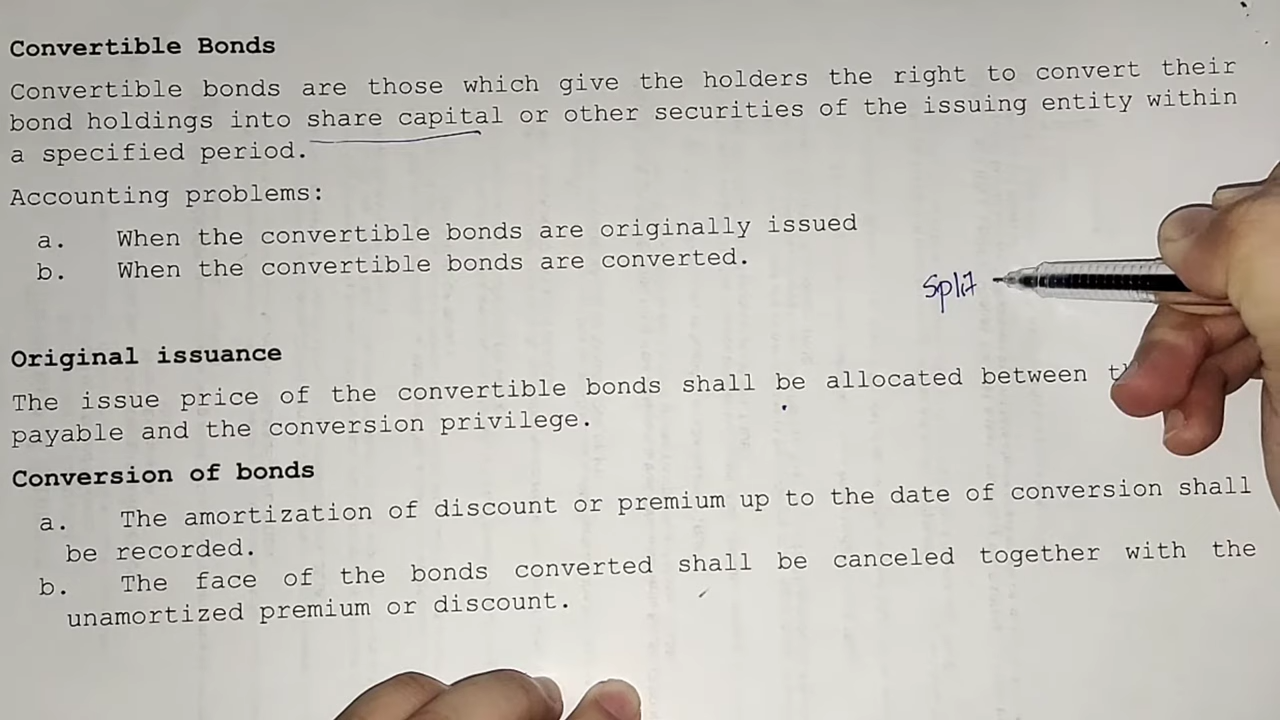 Convertible Bonds
Convertible bonds are those which give the holders the right to convert their
bond holdings into share capital or other securities of the issuing entity within
a specified period.
Accounting problems:
a. When the convertible bonds are originally issued
b. When the convertible bonds are converted.
Split
Original issuance
The issue price of the convertible bonds shall be allocated between
payable and the conversion privilege.
Conversion of bonds
a. The amortization of discount or premium up to the date of conversion shall
be recorded.
b. The face of the bonds converted shall be canceled together with the
unamortized premium or discount.